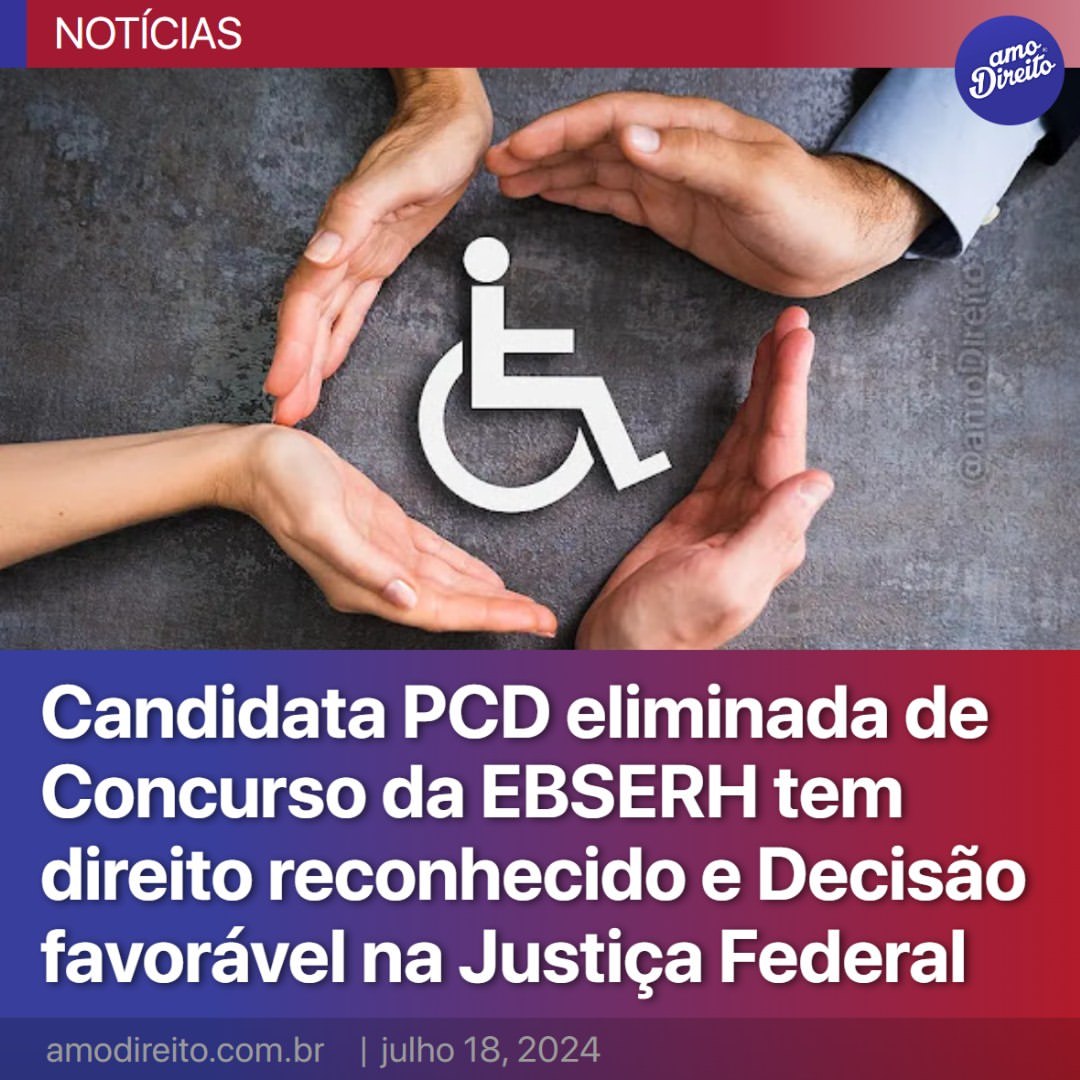 NOTÍCIAS
amo
Direito
@amoDireito
Candidata PCD eliminada de
Concurso da EBSERH tem
direito reconhecido e Decisão
favorável na Justiça Federal
amodireito.com.br | julho 18, 2024